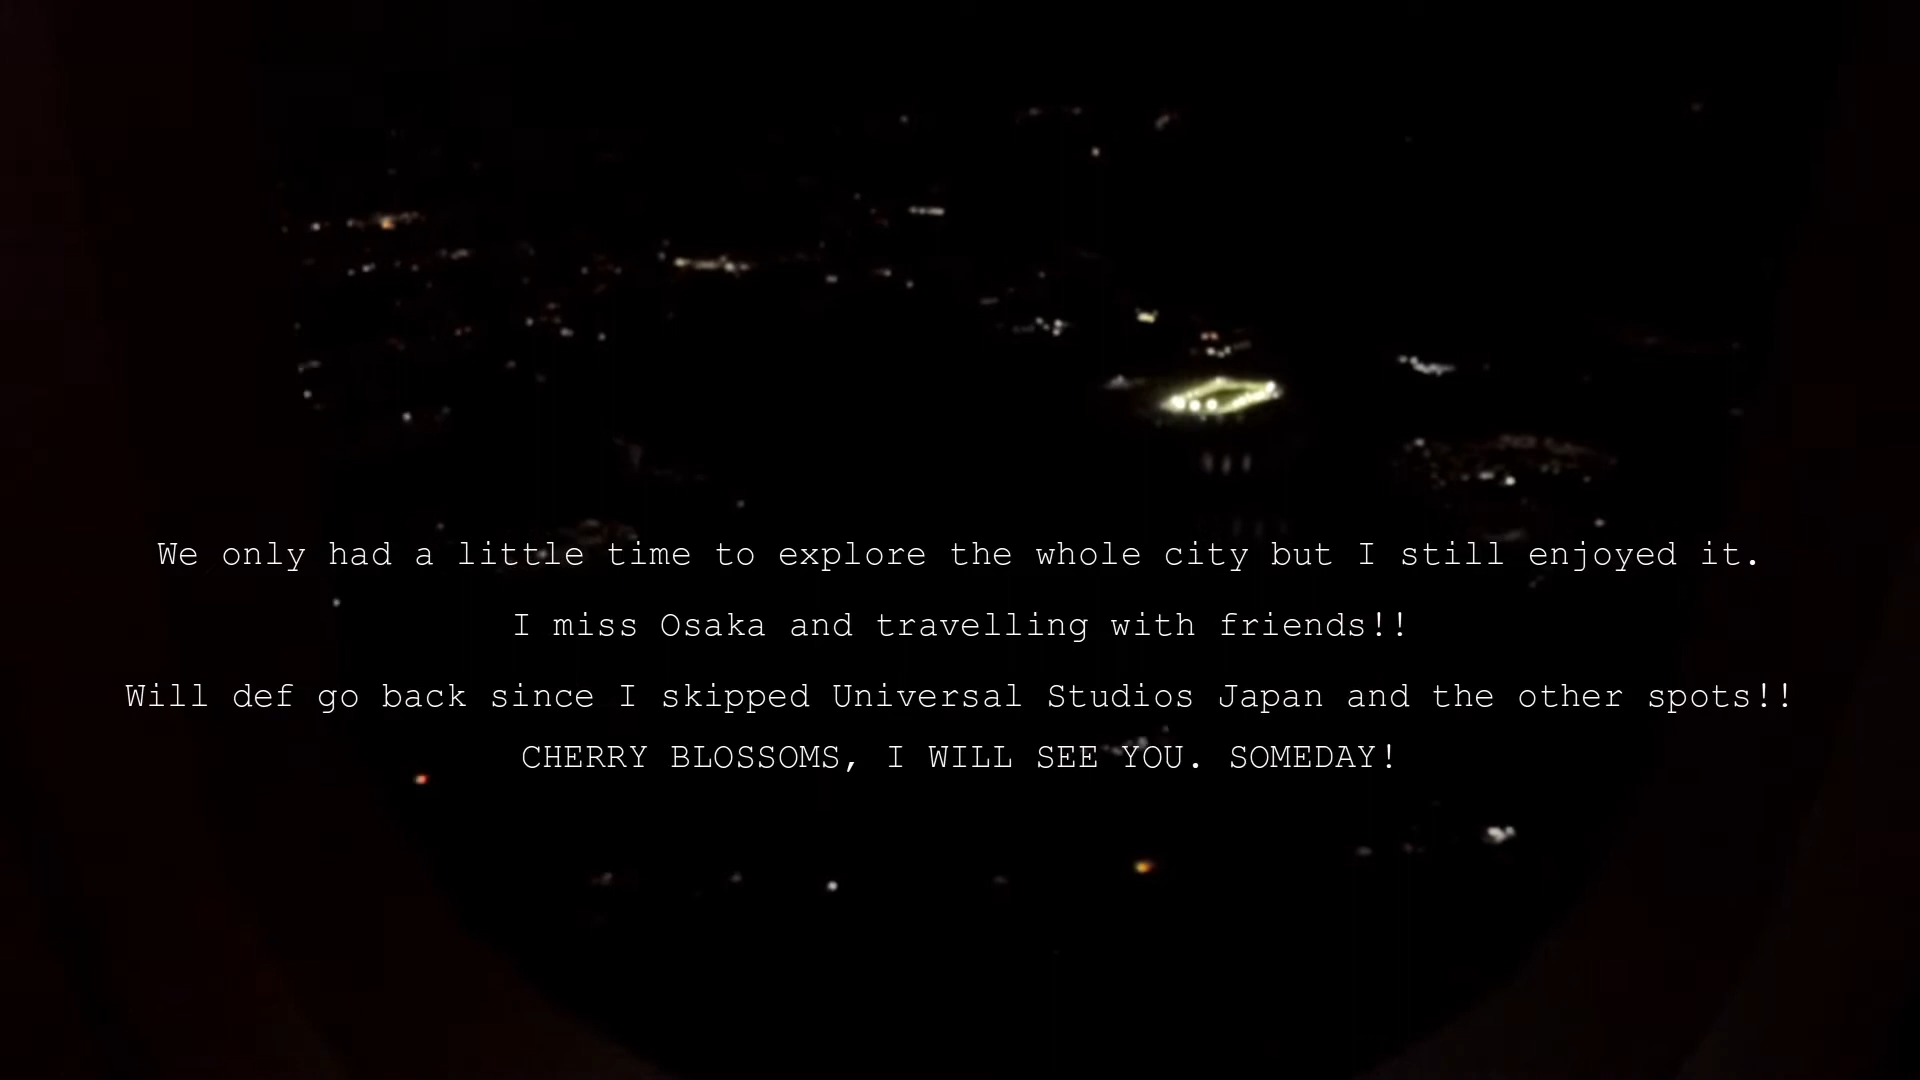 We only had a little time to explore the whole city but I still enjoyed it.
I miss Osaka and travelling with friends!!
Will def go back since I skipped Universal Studios Japan and the other spots!!
CHERRY BLOSSOMS, I WILL SEE YOU. SOMEDAY!